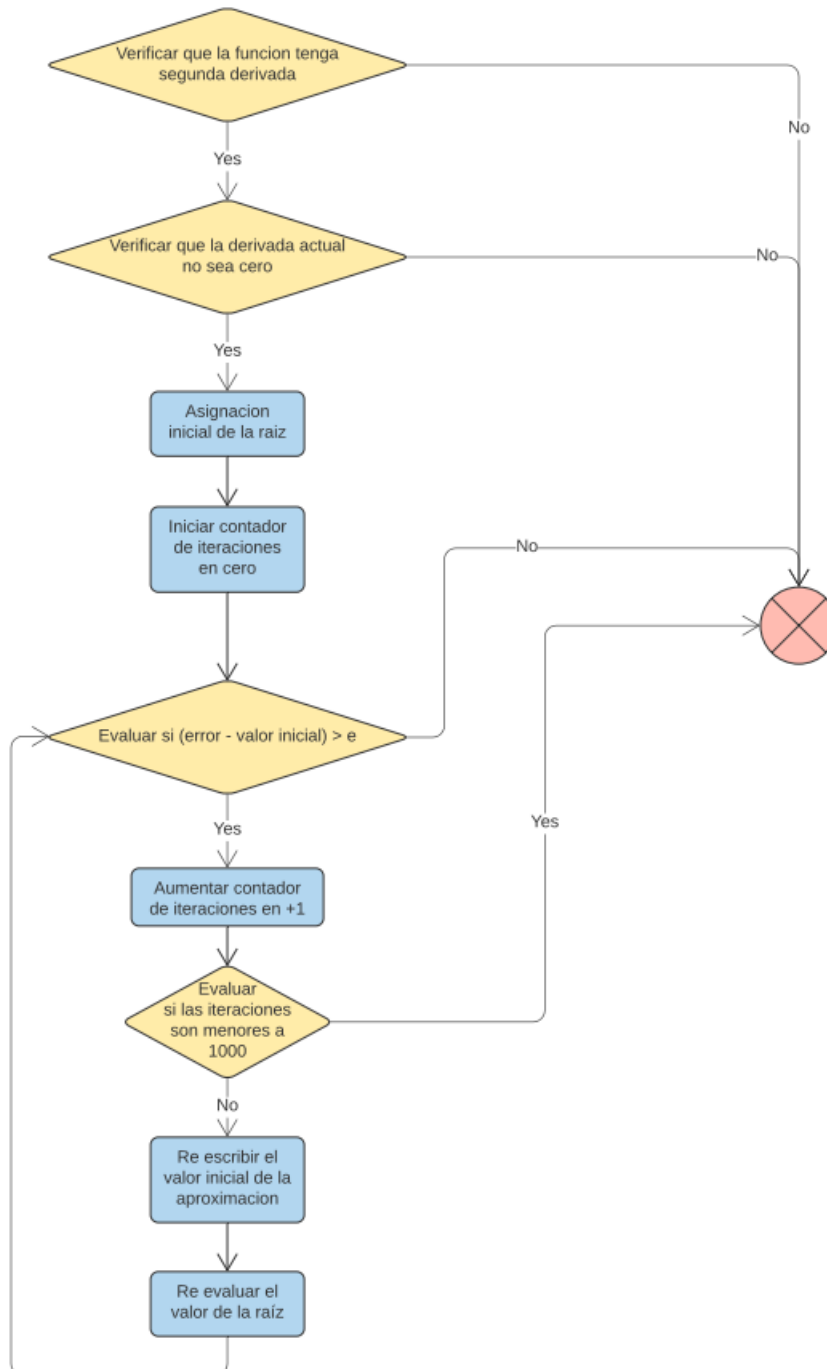 Verificar que la funcion tenga
segunda derivada
No
Yes
Verificar que la derivada actual
no sea cero
No
Yes
Asignacion
inicial de la raiz
Iniciar contador
de iteraciones
en cero
No
Evaluar si (error - valor inicial) > e
Yes
Yes
Aumentar contador
de iteraciones en +1
Evaluar
si las iteraciones
son menores a
1000
No
Re escribir el
valor inicial de la
aproximacion
Re evaluar el
valor de la raíz